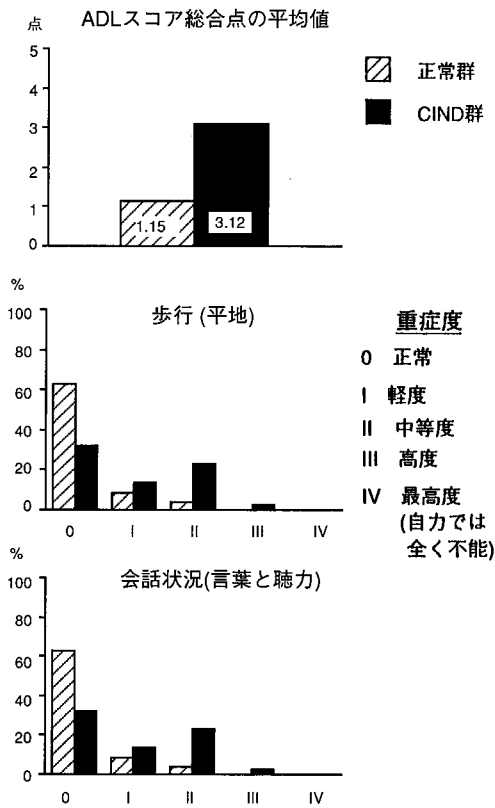 ADLスコア総合点の平均値
点
5
4
3
2
1
0
1.15
3.12
正常群
CIND群
%
歩行 (平地)
100
80
60
40
20
0
0 I II III IV
重症度
0 正常
I 軽度
II 中等度
III 高度
IV 最高度
(自力では
全く不能)
%
会話状況(言葉と聴力)
100
80
60
40
20
0
0 I II III IV